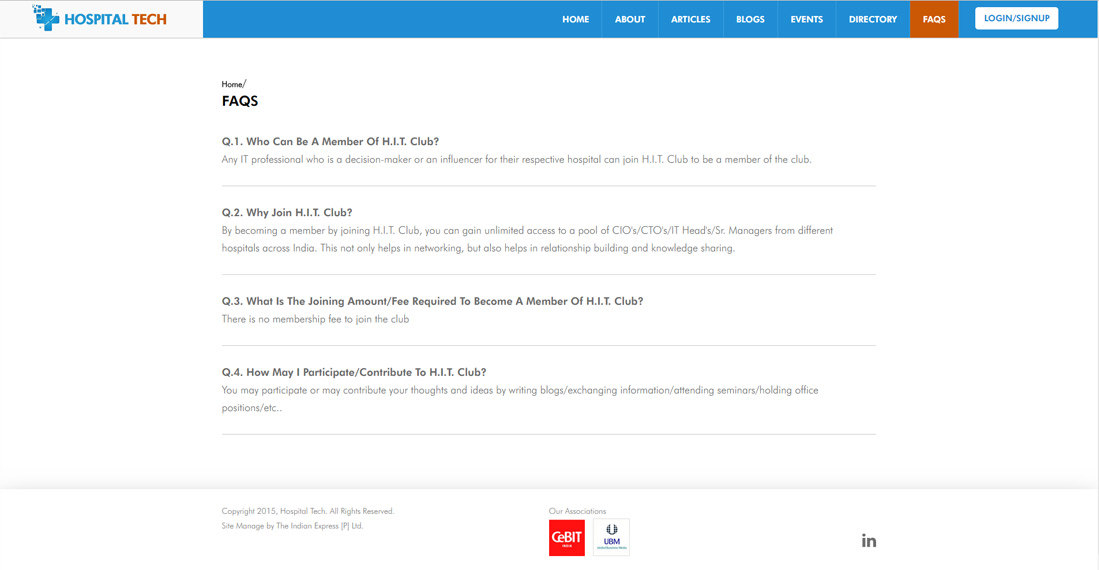 HOSPITAL TECH
HOME ABOUT ARTICLES BLOGS EVENTS DIRECTORY FAQS LOGIN/SIGNUP
Home/
FAQS
Q.1. Who Can Be A Member Of H.I.T. Club?
Any IT professional who is a decision-maker or an influencer for their respective hospital can join H.I.T. Club to be a member of the club.
Q.2. Why Join H.I.T. Club?
By becoming a member by joining H.I.T. Club, you can gain unlimited access to a pool of CIO's/CTO's/IT Head's/Sr. Managers from different
hospitals across India. This not only helps in networking, but also helps in relationship building and knowledge sharing.
Q.3. What Is The Joining Amount/Fee Required To Become A Member Of H.I.T. Club?
There is no membership fee to join the club
Q.4. How May I Participate/Contribute To H.I.T. Club?
You may participate or may contribute your thoughts and ideas by writing blogs/exchanging information/attending seminars/holding office
positions/etc..
Copyright 2015, Hospital Tech. All Rights Reserved.
Site Manage by The Indian Express [P] Ltd.
Our Associations
CeBIT
INDIA
UBM
in